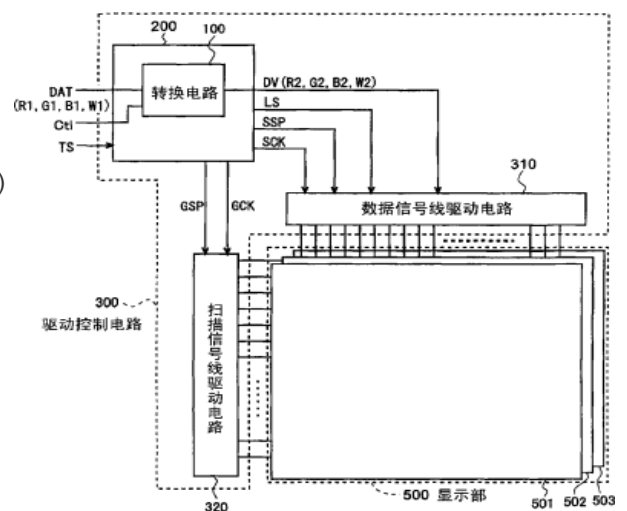 200
100
DAT
(R1, G1, B1, W1)
Cti
TS
转换电路
DV (R2, G2, B2, W2)
LS
SSP
SCK
)
310
GSP
GCK
数据信号线驱动电路
300
驱动控制电路
扫描信号线驱动电路
320
500 显示部
501
502
503